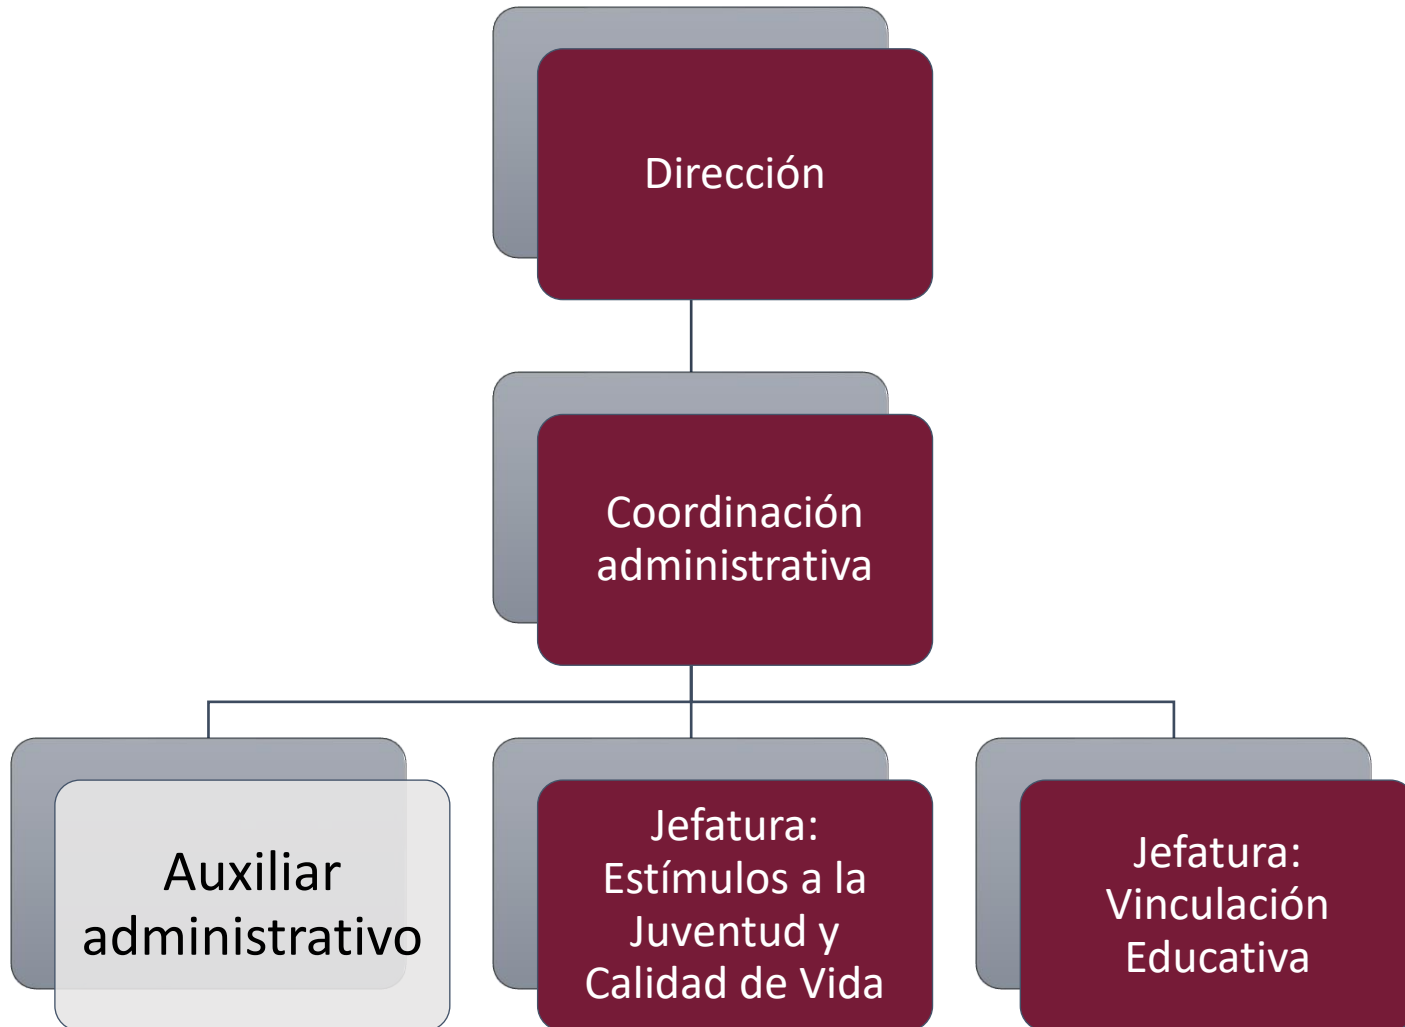 Dirección
Coordinación
administrativa
Auxiliar
administrativo
Jefatura:
Estímulos a la
Juventud y
Calidad de Vida
Jefatura:
Vinculación
Educativa